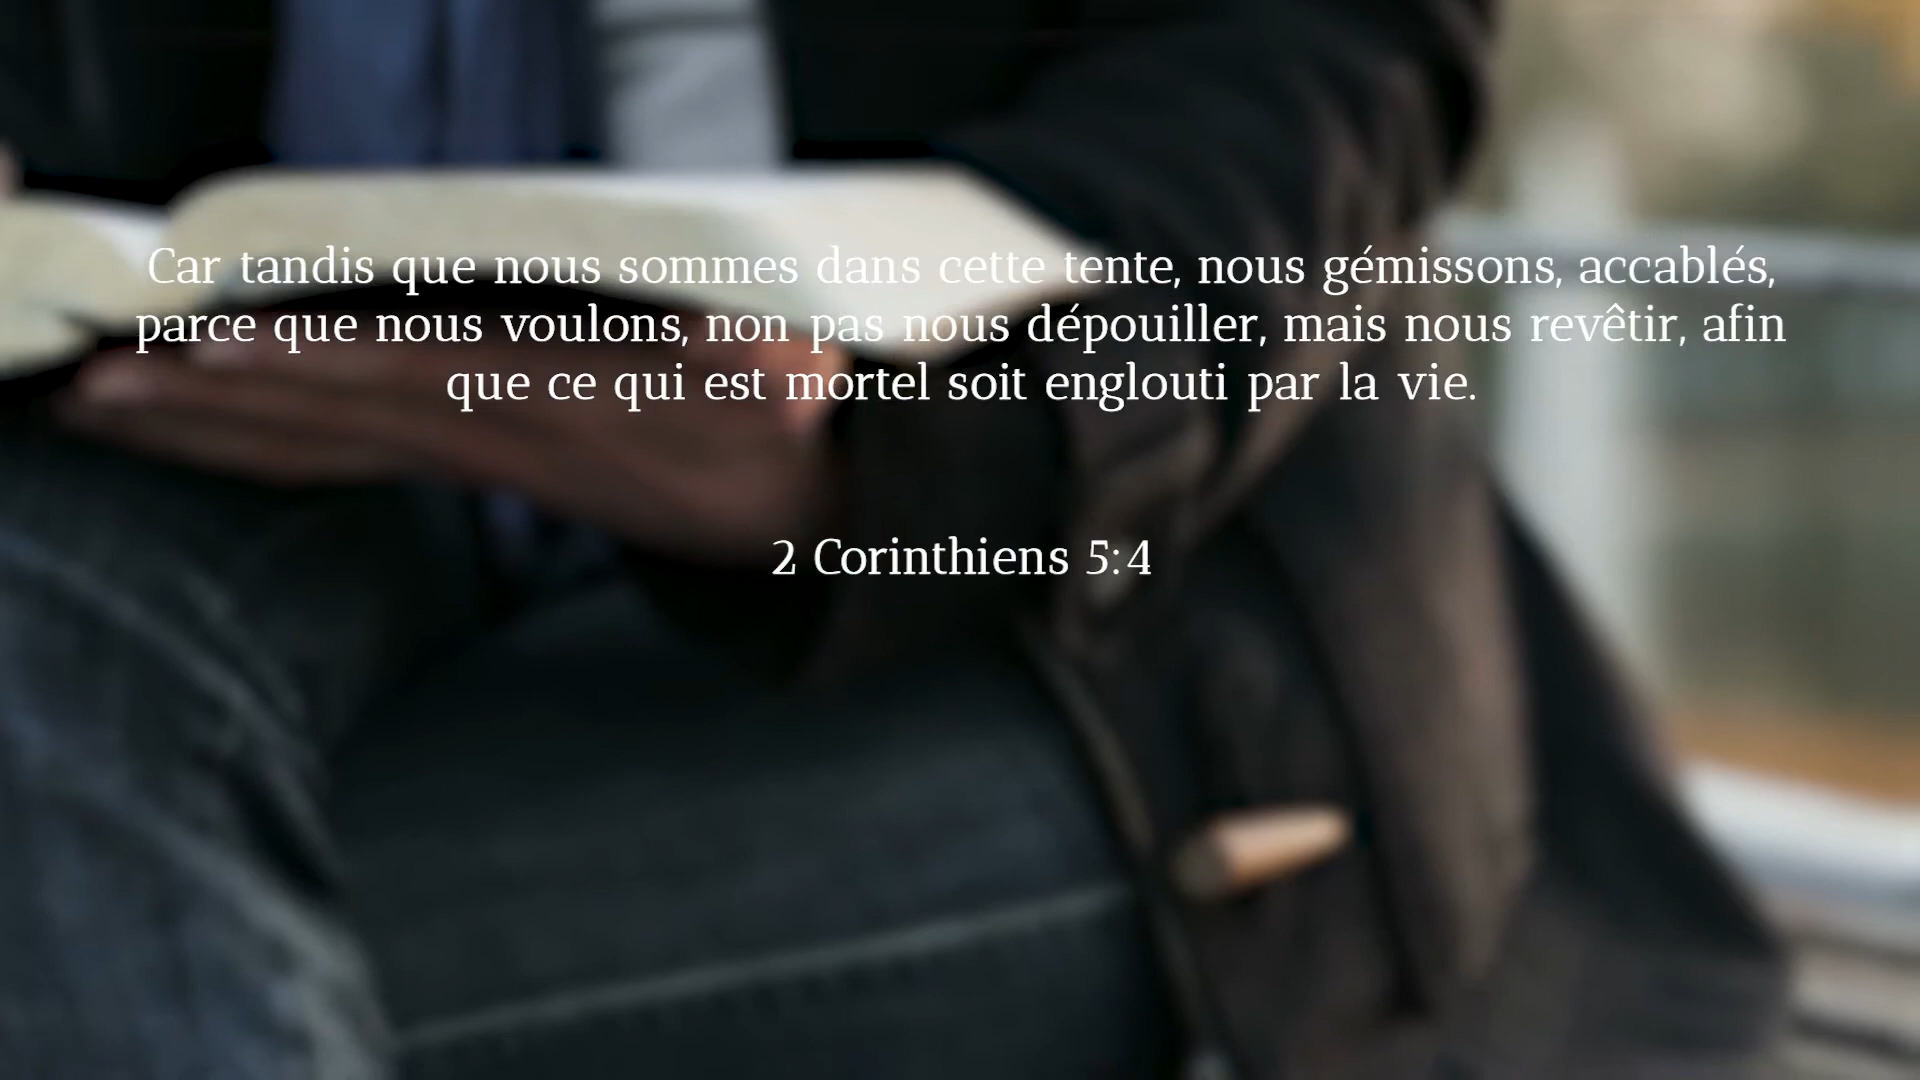 Car tandis que nous sommes dans cette tente, nous gémissons, accablés,
parce que nous voulons, non pas nous dépouiller, mais nous revêtir, afin
que ce qui est mortel soit englouti par la vie.
2 Corinthiens 5:4